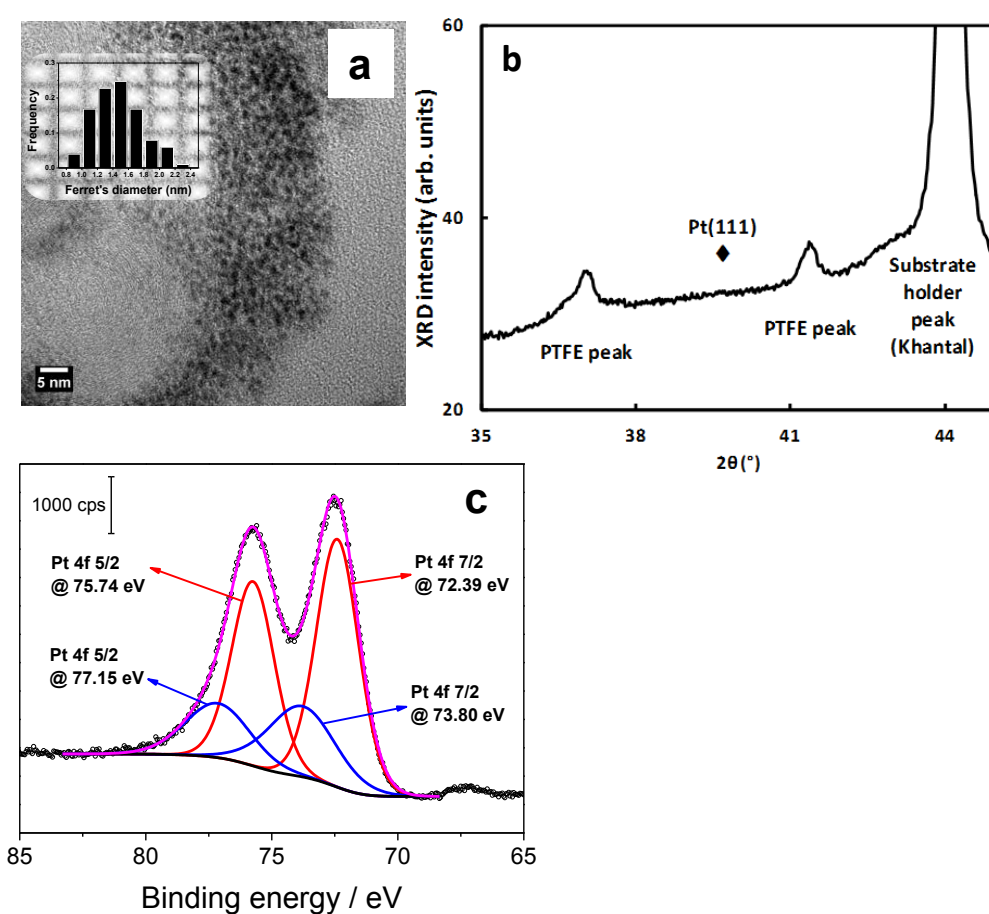 a
0.3
0.2
0.1
0.0
Frequency
0.8 1.0 1.2 1.4 1.6 1.8 2.0 2.2 2.4
Ferret's diameter (nm)
5 nm
b
60
40
20
XRD intensity (arb. units)
Pt(111)
PTFE peak
PTFE peak
Substrate
holder
peak
(Khantal)
35 38 41 44
2θ(°)
c
1000 cps
Pt 4f 5/2
@ 75.74 eV
Pt 4f 7/2
@ 72.39 eV
Pt 4f 5/2
@ 77.15 eV
Pt 4f 7/2
@ 73.80 eV
85 80 75 70 65
Binding energy / eV